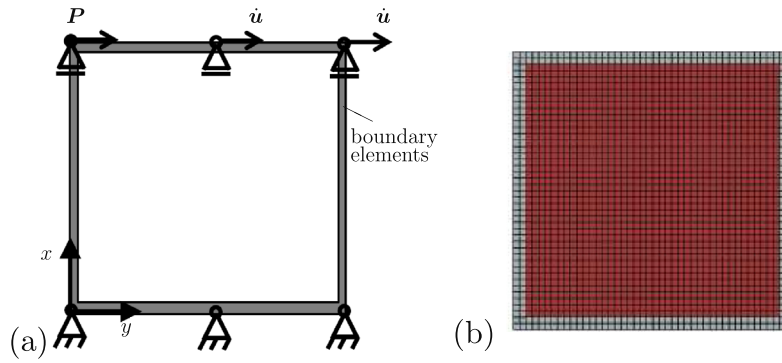 P u̇ u̇
boundary
elements
x
y
(a) (b)